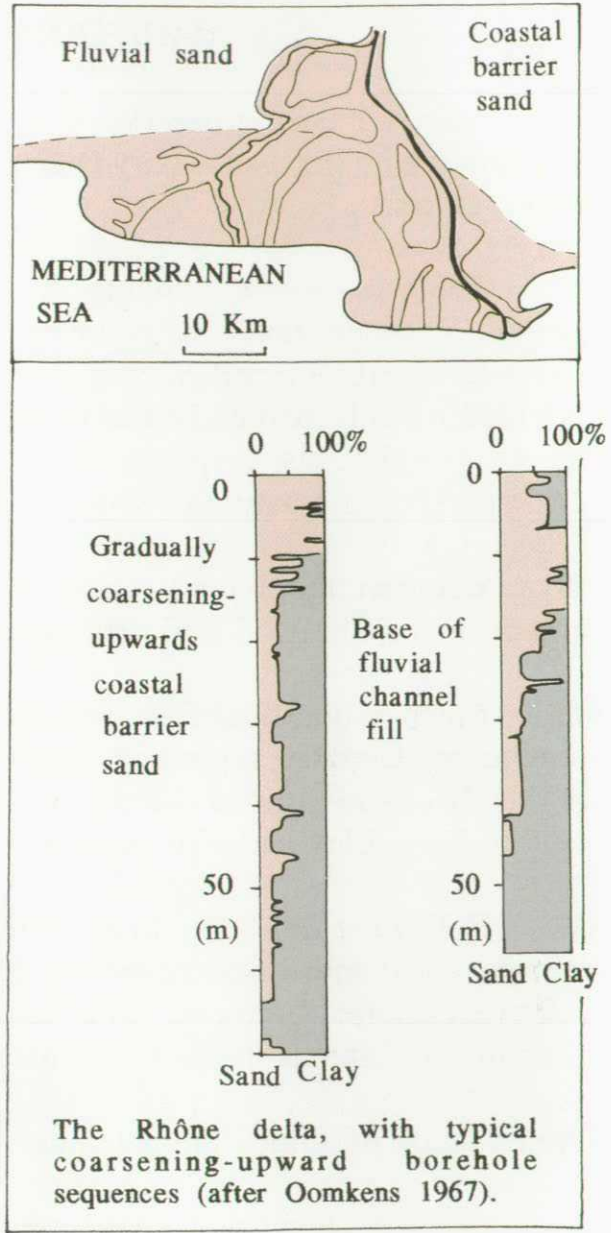 Fluvial sand
Coastal
barrier
sand
MEDITERRANEAN
SEA
10 Km
0 100%
0
Gradually
coarsening-
upwards
coastal
barrier
sand
50
(m)
Sand Clay
0 100%
0
Base of
fluvial
channel
fill
50
(m)
Sand Clay
The Rhône delta, with typical
coarsening-upward borehole
sequences (after Oomkens 1967).